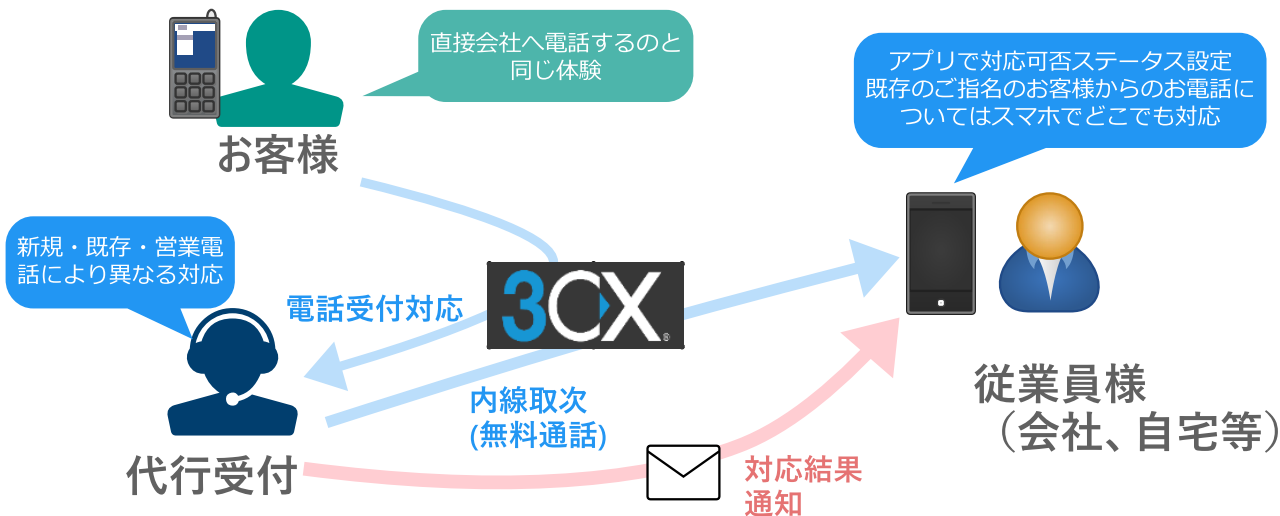 直接会社へ電話するのと
同じ体験
アプリで対応可否ステータス設定
既存のご指名のお客様からのお電話に
ついてはスマホでどこでも対応
お客様
新規・既存・営業電
話により異なる対応
電話受付対応
3CX®
内線取次
(無料通話)
従業員様
（会社、自宅等）
代行受付
対応結果
通知